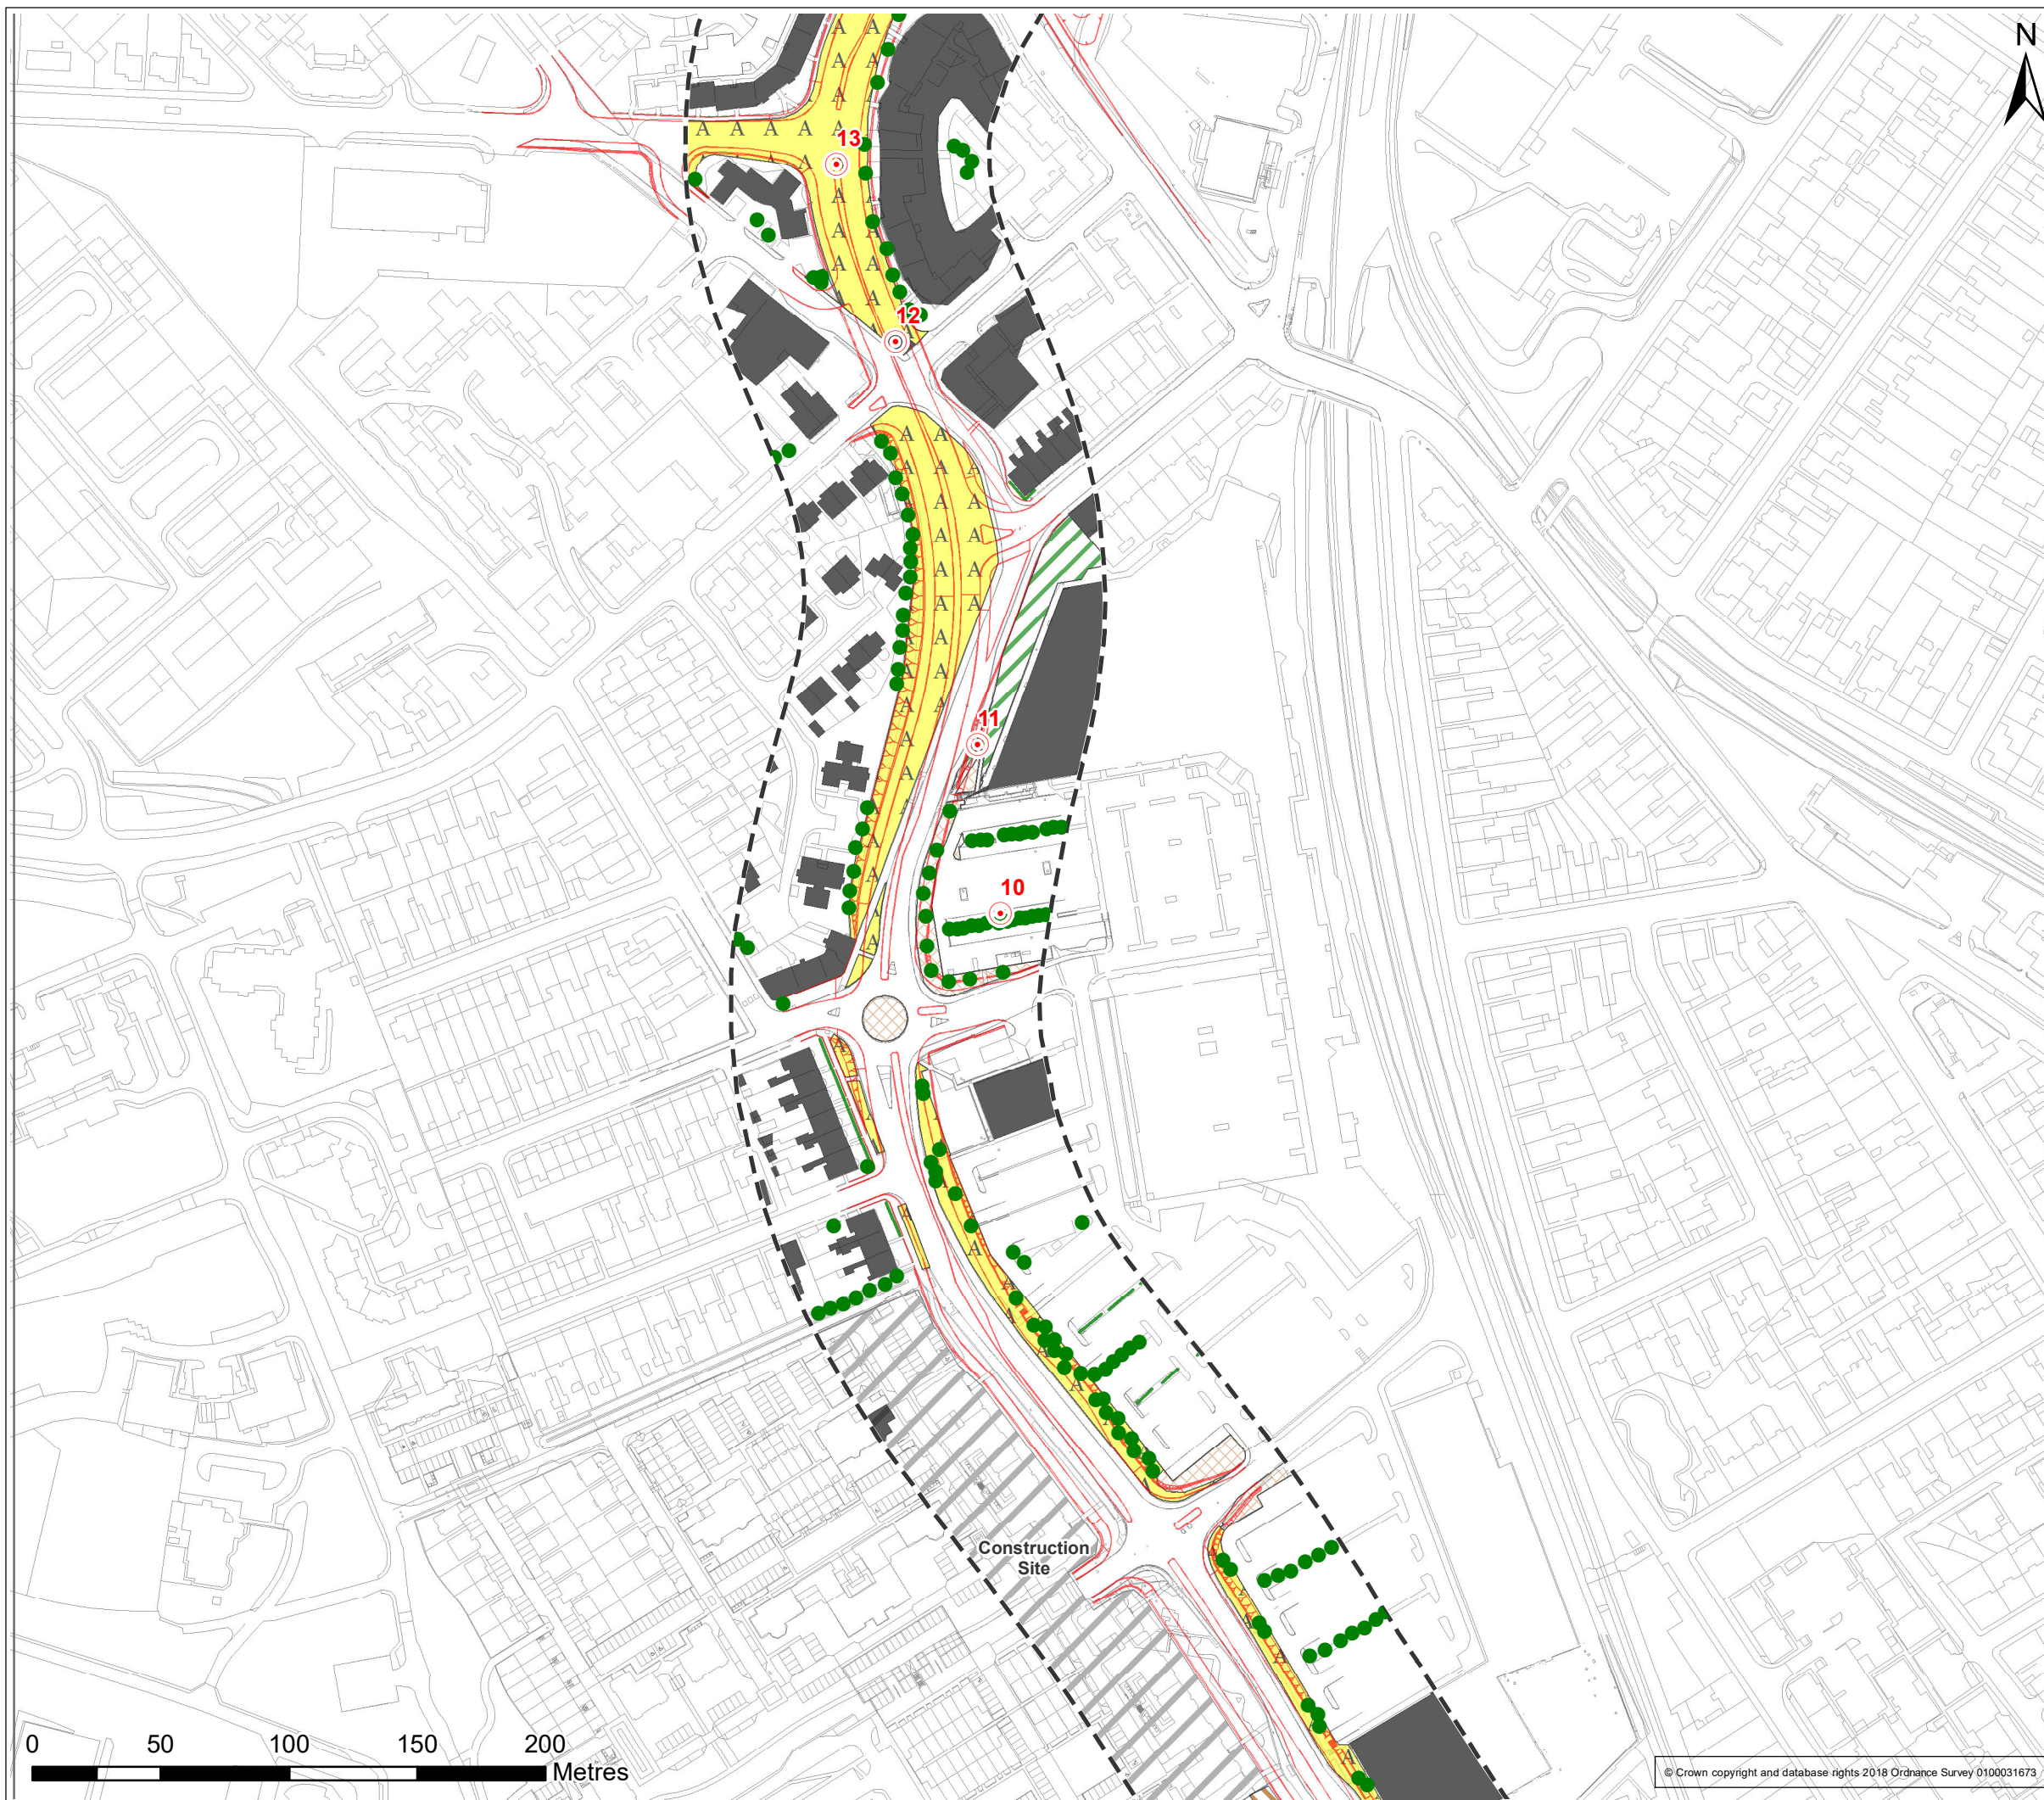 N
13
12
11
10
Construction
Site
0 50 100 150 200
Metres
© Crown copyright and database rights 2018 Ordnance Survey 0100031673